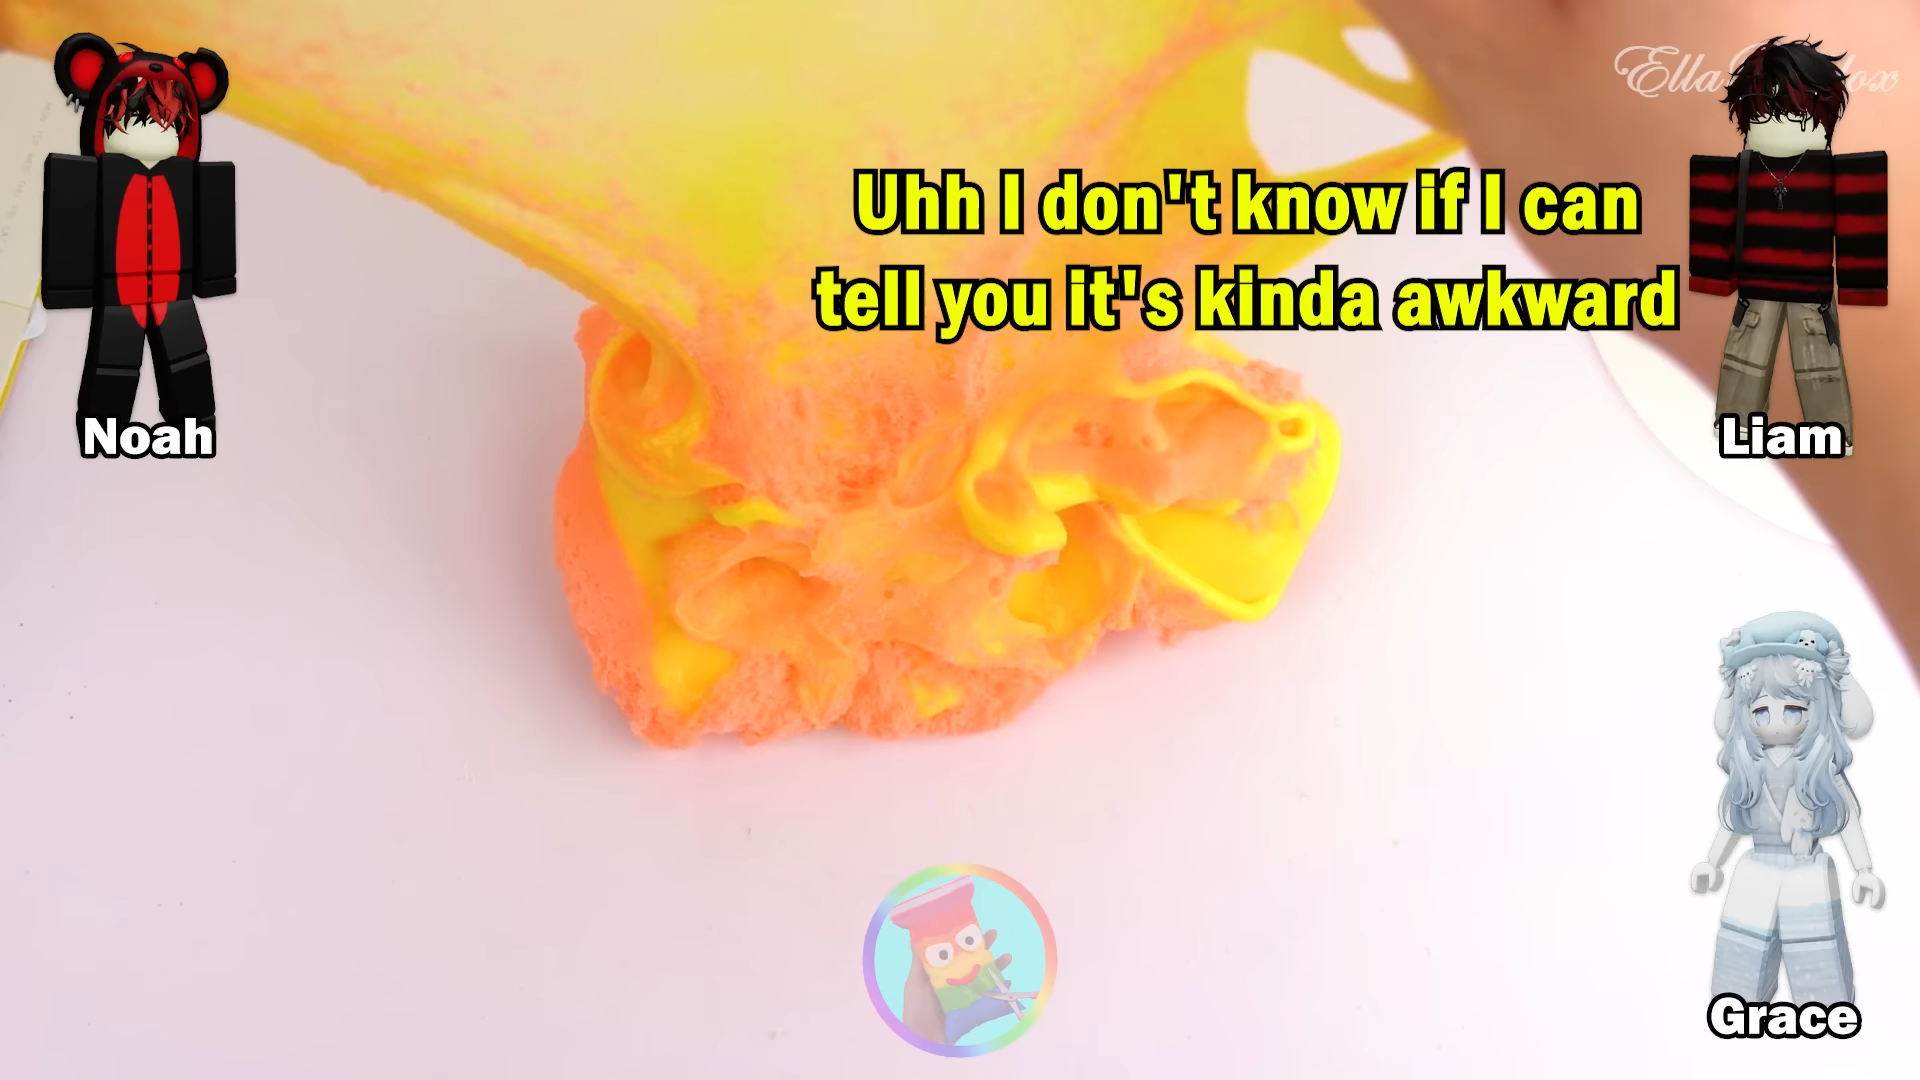 Uhh I don't know if I can
tell you it's kinda awkward
Noah
Liam
Grace